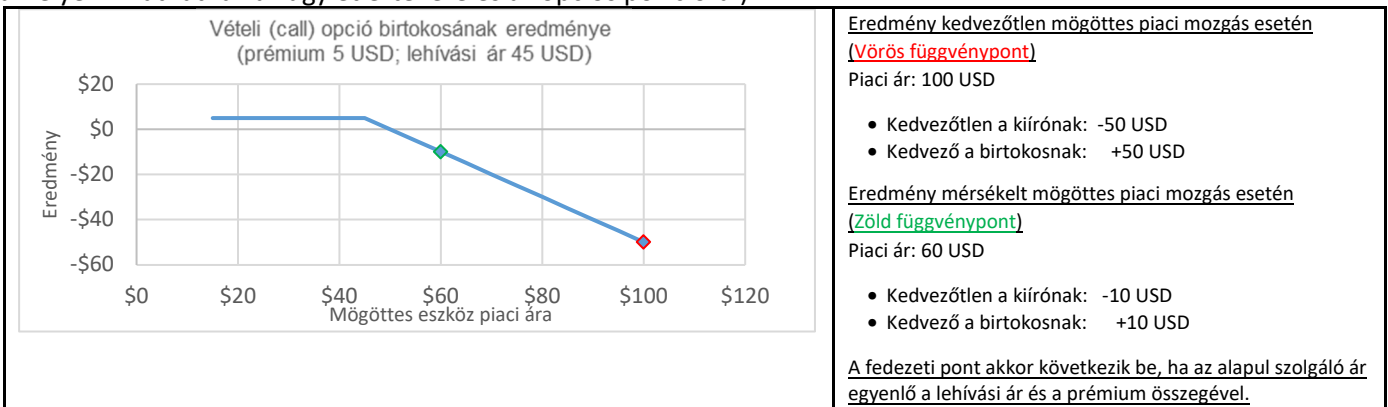 Vételi (call) opció birtokosának eredménye
(prémium 5 USD; lehívási ár 45 USD)
$20
$0
-$20
-$40
-$60
Eredmény
$0 $20 $40 $60 $80 $100 $120
Mögöttes eszköz piaci ára
Eredmény kedvezőtlen mögöttes piaci mozgás esetén
(Vörös függvénypont)
Piaci ár: 100 USD
• Kedvezőtlen a kiírónak: -50 USD
• Kedvező a birtokosnak: +50 USD
Eredmény mérsékelt mögöttes piaci mozgás esetén
(Zöld függvénypont)
Piaci ár: 60 USD
• Kedvezőtlen a kiírónak: -10 USD
• Kedvező a birtokosnak: +10 USD
A fedezeti pont akkor következik be, ha az alapul szolgáló ár
egyenlő a lehívási ár és a prémium összegével.